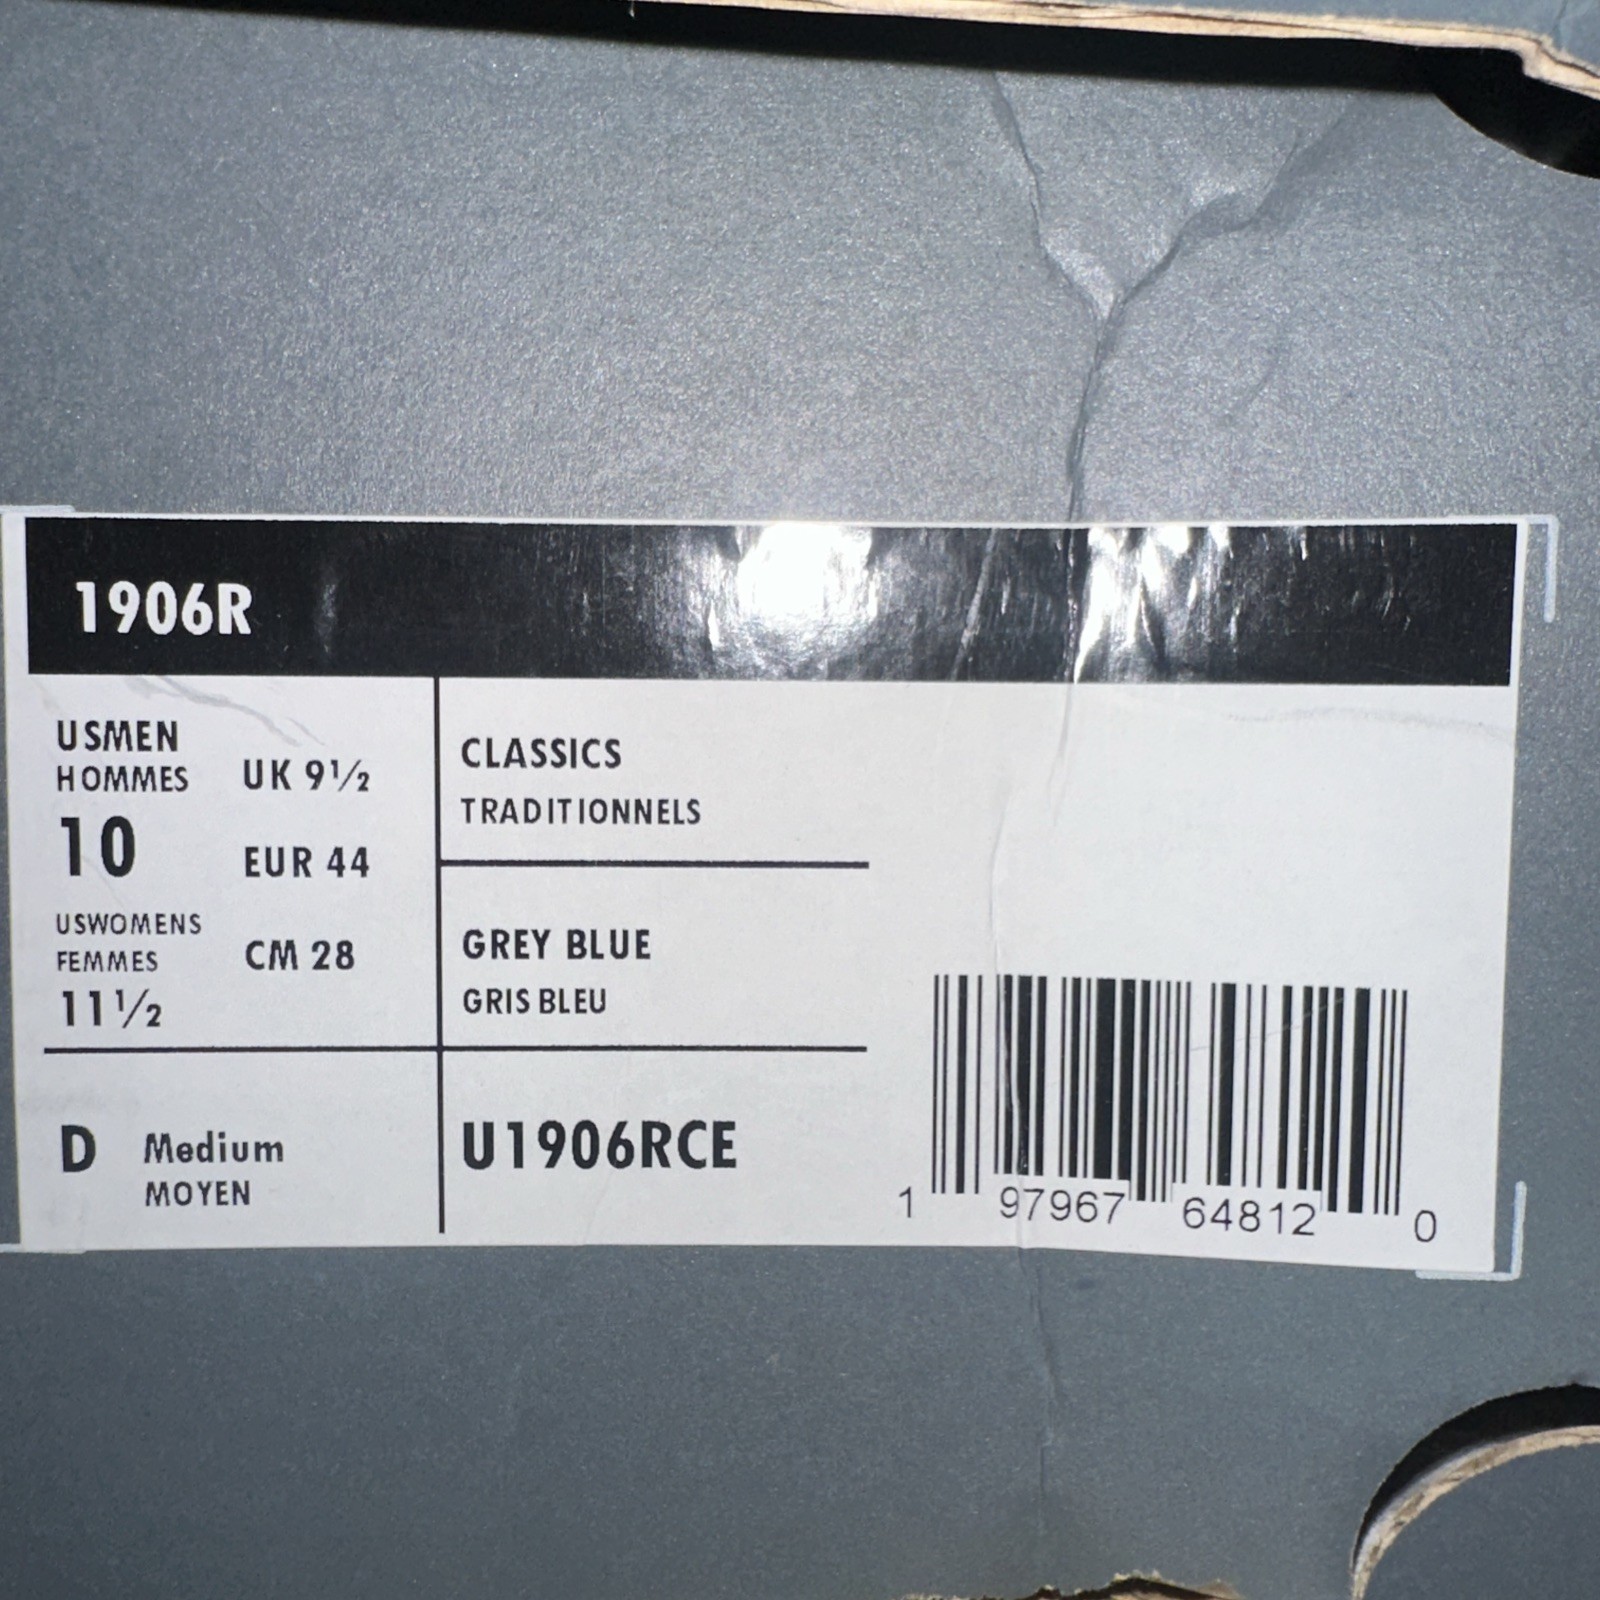 1906R
USMEN
HOMMES
10
UK 9½
EUR 44
USWOMENS
FEMMES
11½
CM 28
CLASSICS
TRADITIONNELS
GREY BLUE
GRIS BLEU
D Medium
MOYEN
U1906RCE
1 97967 64812 0